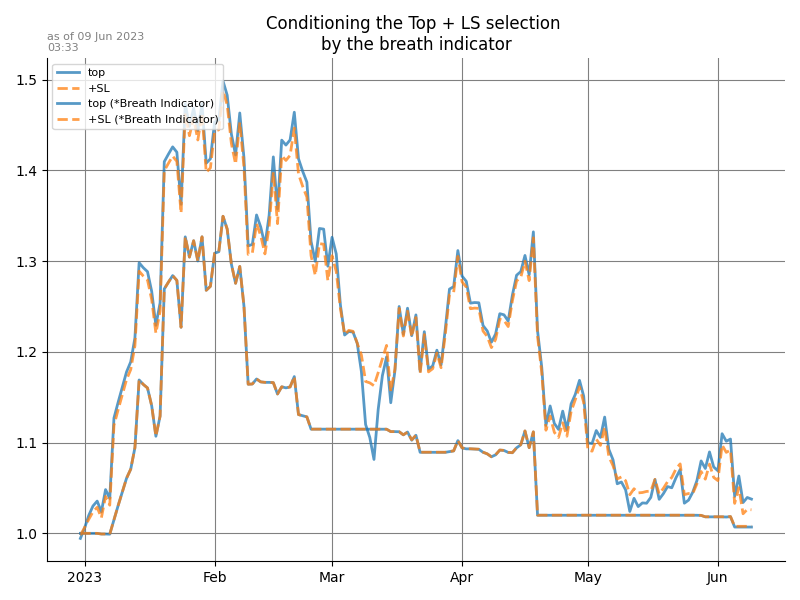 Conditioning the Top + LS selection
by the breath indicator
as of 09 Jun 2023
03:33
top
+SL
top (*Breath Indicator)
+SL (*Breath Indicator)
1.5
1.4
1.3
1.2
1.1
1.0
2023 Feb Mar Apr May Jun